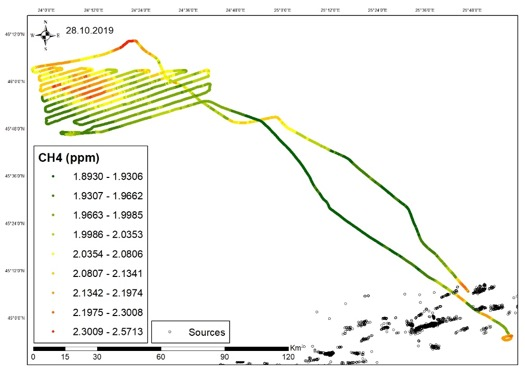 24°0'0"E 24°12'0"E 24°24'0"E 24°36'0"E 24°48'0"E 25°0'0"E 25°12'0"E 25°24'0"E 25°36'0"E 25°48'0"E
N
W E
S
28.10.2019
46°12'0"N
46°0'0"N
45°48'0"N
45°36'0"N
45°24'0"N
45°12'0"N
45°0'0"N
CH4 (ppm)
1.8930 - 1.9306
1.9307 - 1.9662
1.9663 - 1.9985
1.9986 - 2.0353
2.0354 - 2.0806
2.0807 - 2.1341
2.1342 - 2.1974
2.1975 - 2.3008
2.3009 - 2.5713
Sources
Km
0 15 30 60 90 120